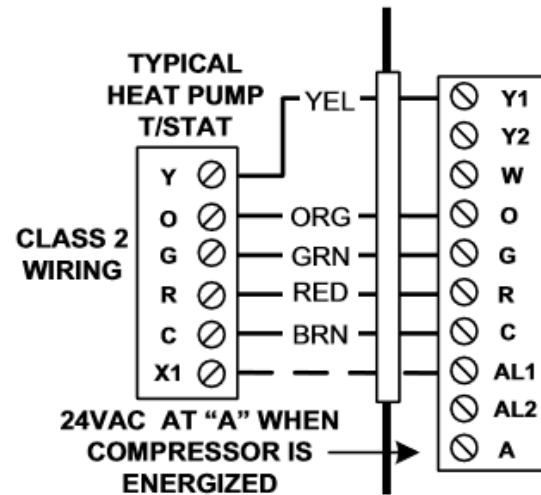 TYPICAL
HEAT PUMP
T/STAT
Y
O
G
R
C
X1
CLASS 2
WIRING
YEL
ORG
GRN
RED
BRN
Y1
Y2
W
O
G
R
C
AL1
AL2
A
24VAC AT “A” WHEN
COMPRESSOR IS
ENERGIZED